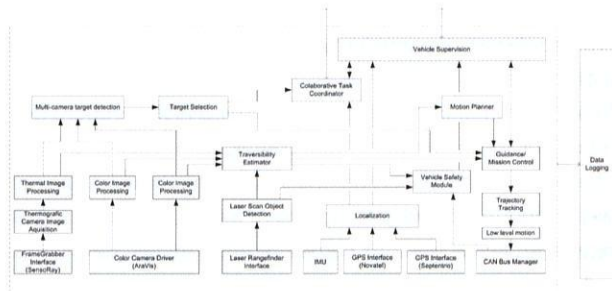 Vehicle Supervision
Collaborative Task
Coordinator
Multi-camera target detection
Target Selection
Motion Planner
Data
Logging
Traversibility
Estimator
Guidance/
Mission Control
Thermal Image
Processing
Color Image
Processing
Color Image
Processing
Vehicle Safety
Module
Laser Scan Object
Detection
Trajectory
Tracking
Thermografic
Camera Image
Aquisition
Localization
Low level motion
FrameGrabber
Interface
(SensoRay)
Color Camera Driver
(AraVis)
Laser Rangefinder
Interface
IMU
GPS Interface
(Novatel)
GPS Interface
(Septentrio)
CAN Bus Manager